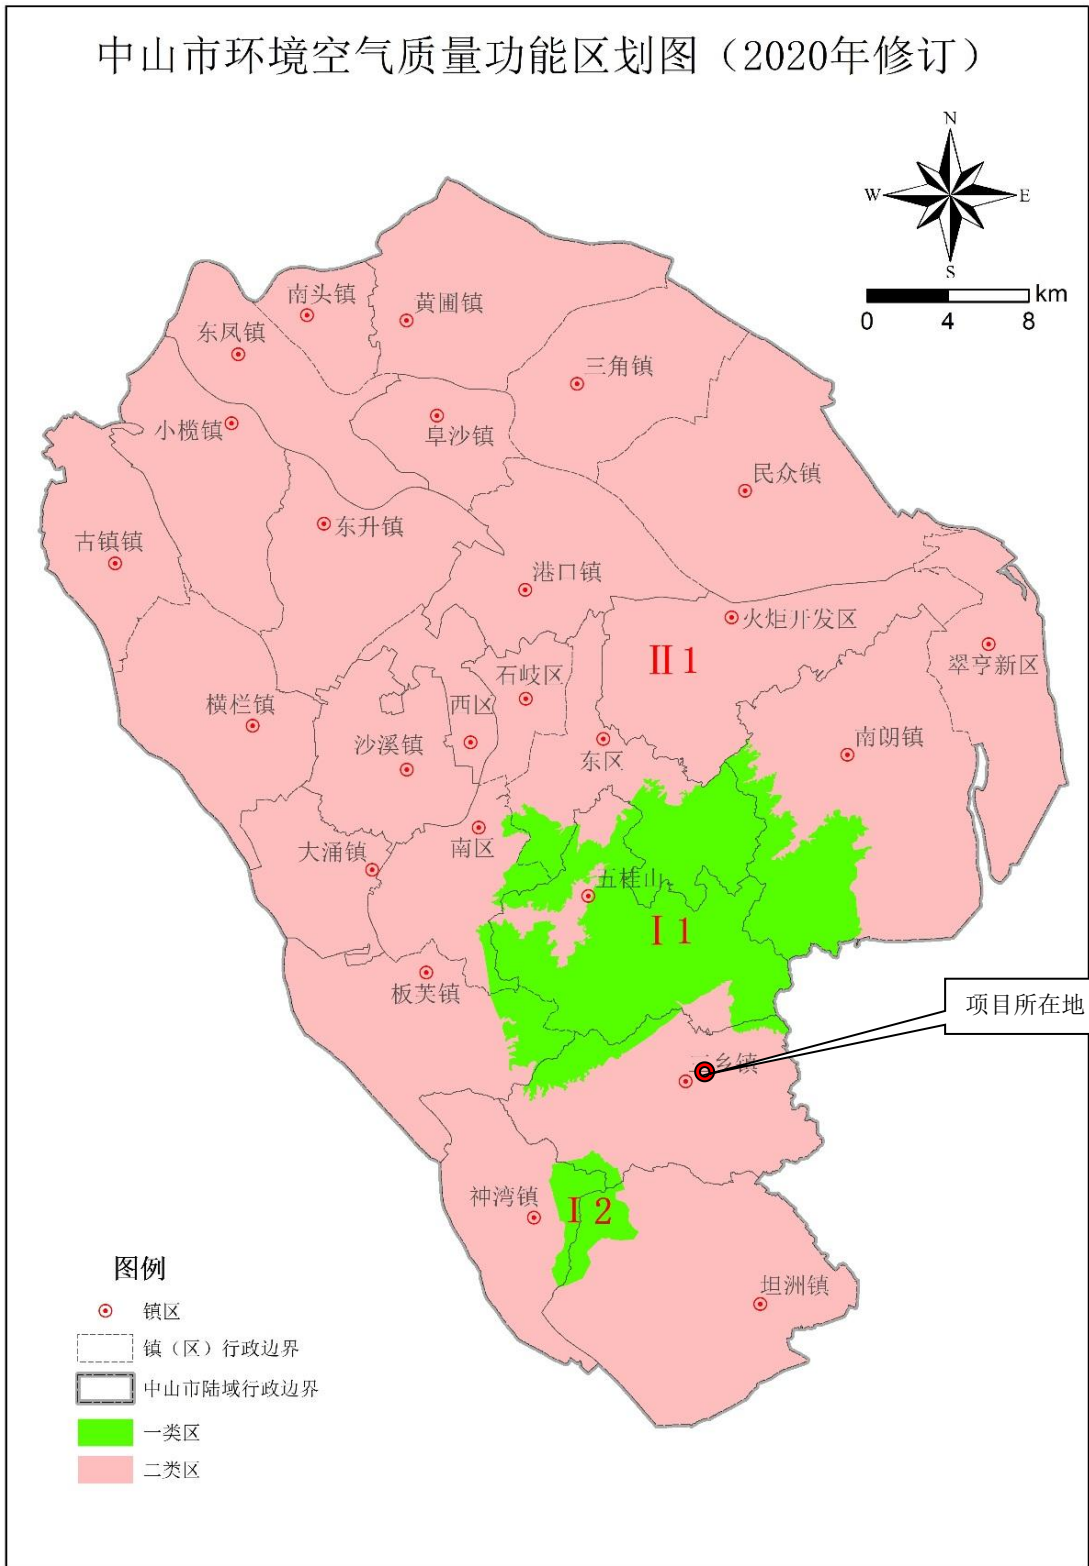 中山市环境空气质量功能区划图（2020年修订）
N
W
E
S
km
0 4 8
南头镇
黄圃镇
东凤镇
三角镇
小榄镇
阜沙镇
民众镇
东升镇
古镇镇
港口镇
火炬开发区
翠亨新区
Ⅱ1
石岐区
横栏镇
西区
沙溪镇
东区
南朗镇
南区
大涌镇
五桂山
Ⅰ1
板芙镇
项目所在地
三乡镇
神湾镇
Ⅰ2
坦洲镇
图例
镇区
镇（区）行政边界
中山市陆域行政边界
一类区
二类区